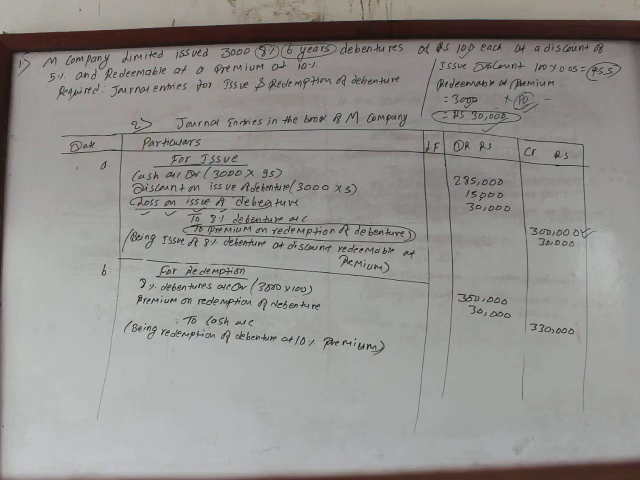 1) M Company Limited issued 3000 8% 6 years debentures of Rs 100 each at a discount of
5% and Redeemable at a Premium at 10%
Required: Journal entries for Issue & Redemption of debenture
Issue Discount 100 x 0.05 = 95.5
Redeemable at Premium
= 3000 x 10 =
= RS 30,000
2) Journal Entries in the book of M Company
Date Particulars LF DR RS Cr RS
a. For Issue
Cash a/c Dr (3000 X 95) 285,000
Discount on issue of debenture (3000 X 5) 15,000
Loss on issue of debenture 30,000
To 8% debenture a/c 300,000
To Premium on redemption of debenture) 30,000
(Being Issue of 8% debenture at discount redeemable at
Premium)
b. For Redemption
8% debentures a/c Dr (3000 x 100) 300,000
Premium on redemption of debenture 30,000
To Cash a/c 330,000
(Being redemption of debenture at 10% Premium)